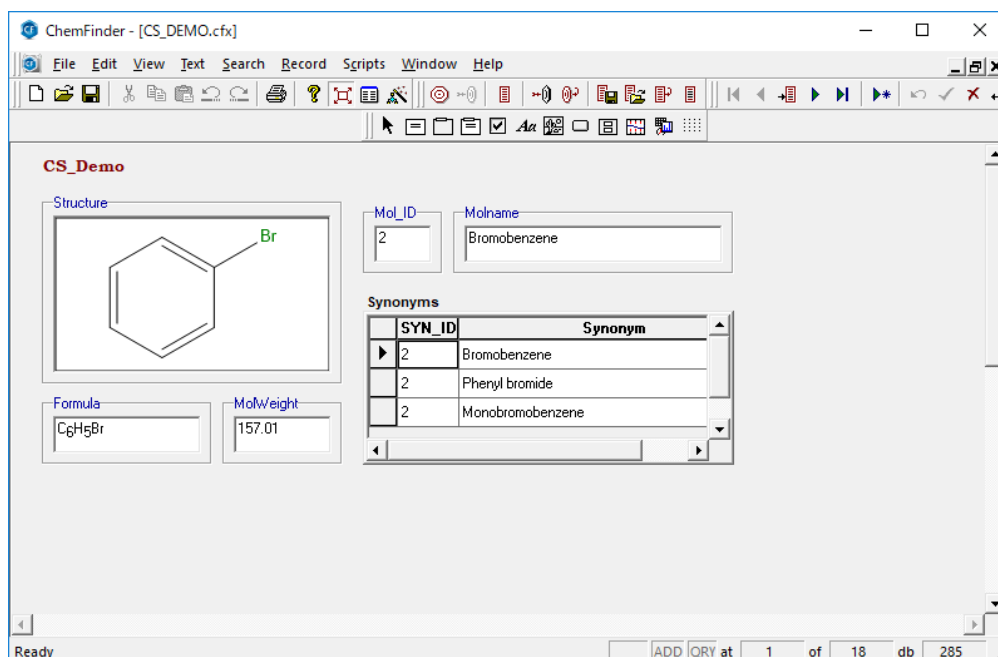 ChemFinder - [CS_DEMO.cfx]
File Edit View Text Search Record Scripts Window Help
Aa
CS_Demo
Structure
Br
Mol_ID
2
Molname
Bromobenzene
Synonyms
SYN_ID Synonym
2 Bromobenzene
2 Phenyl bromide
2 Monobromobenzene
Formula
C6H5Br
MolWeight
157.01
Ready ADD QRY at 1 of 18 db 285